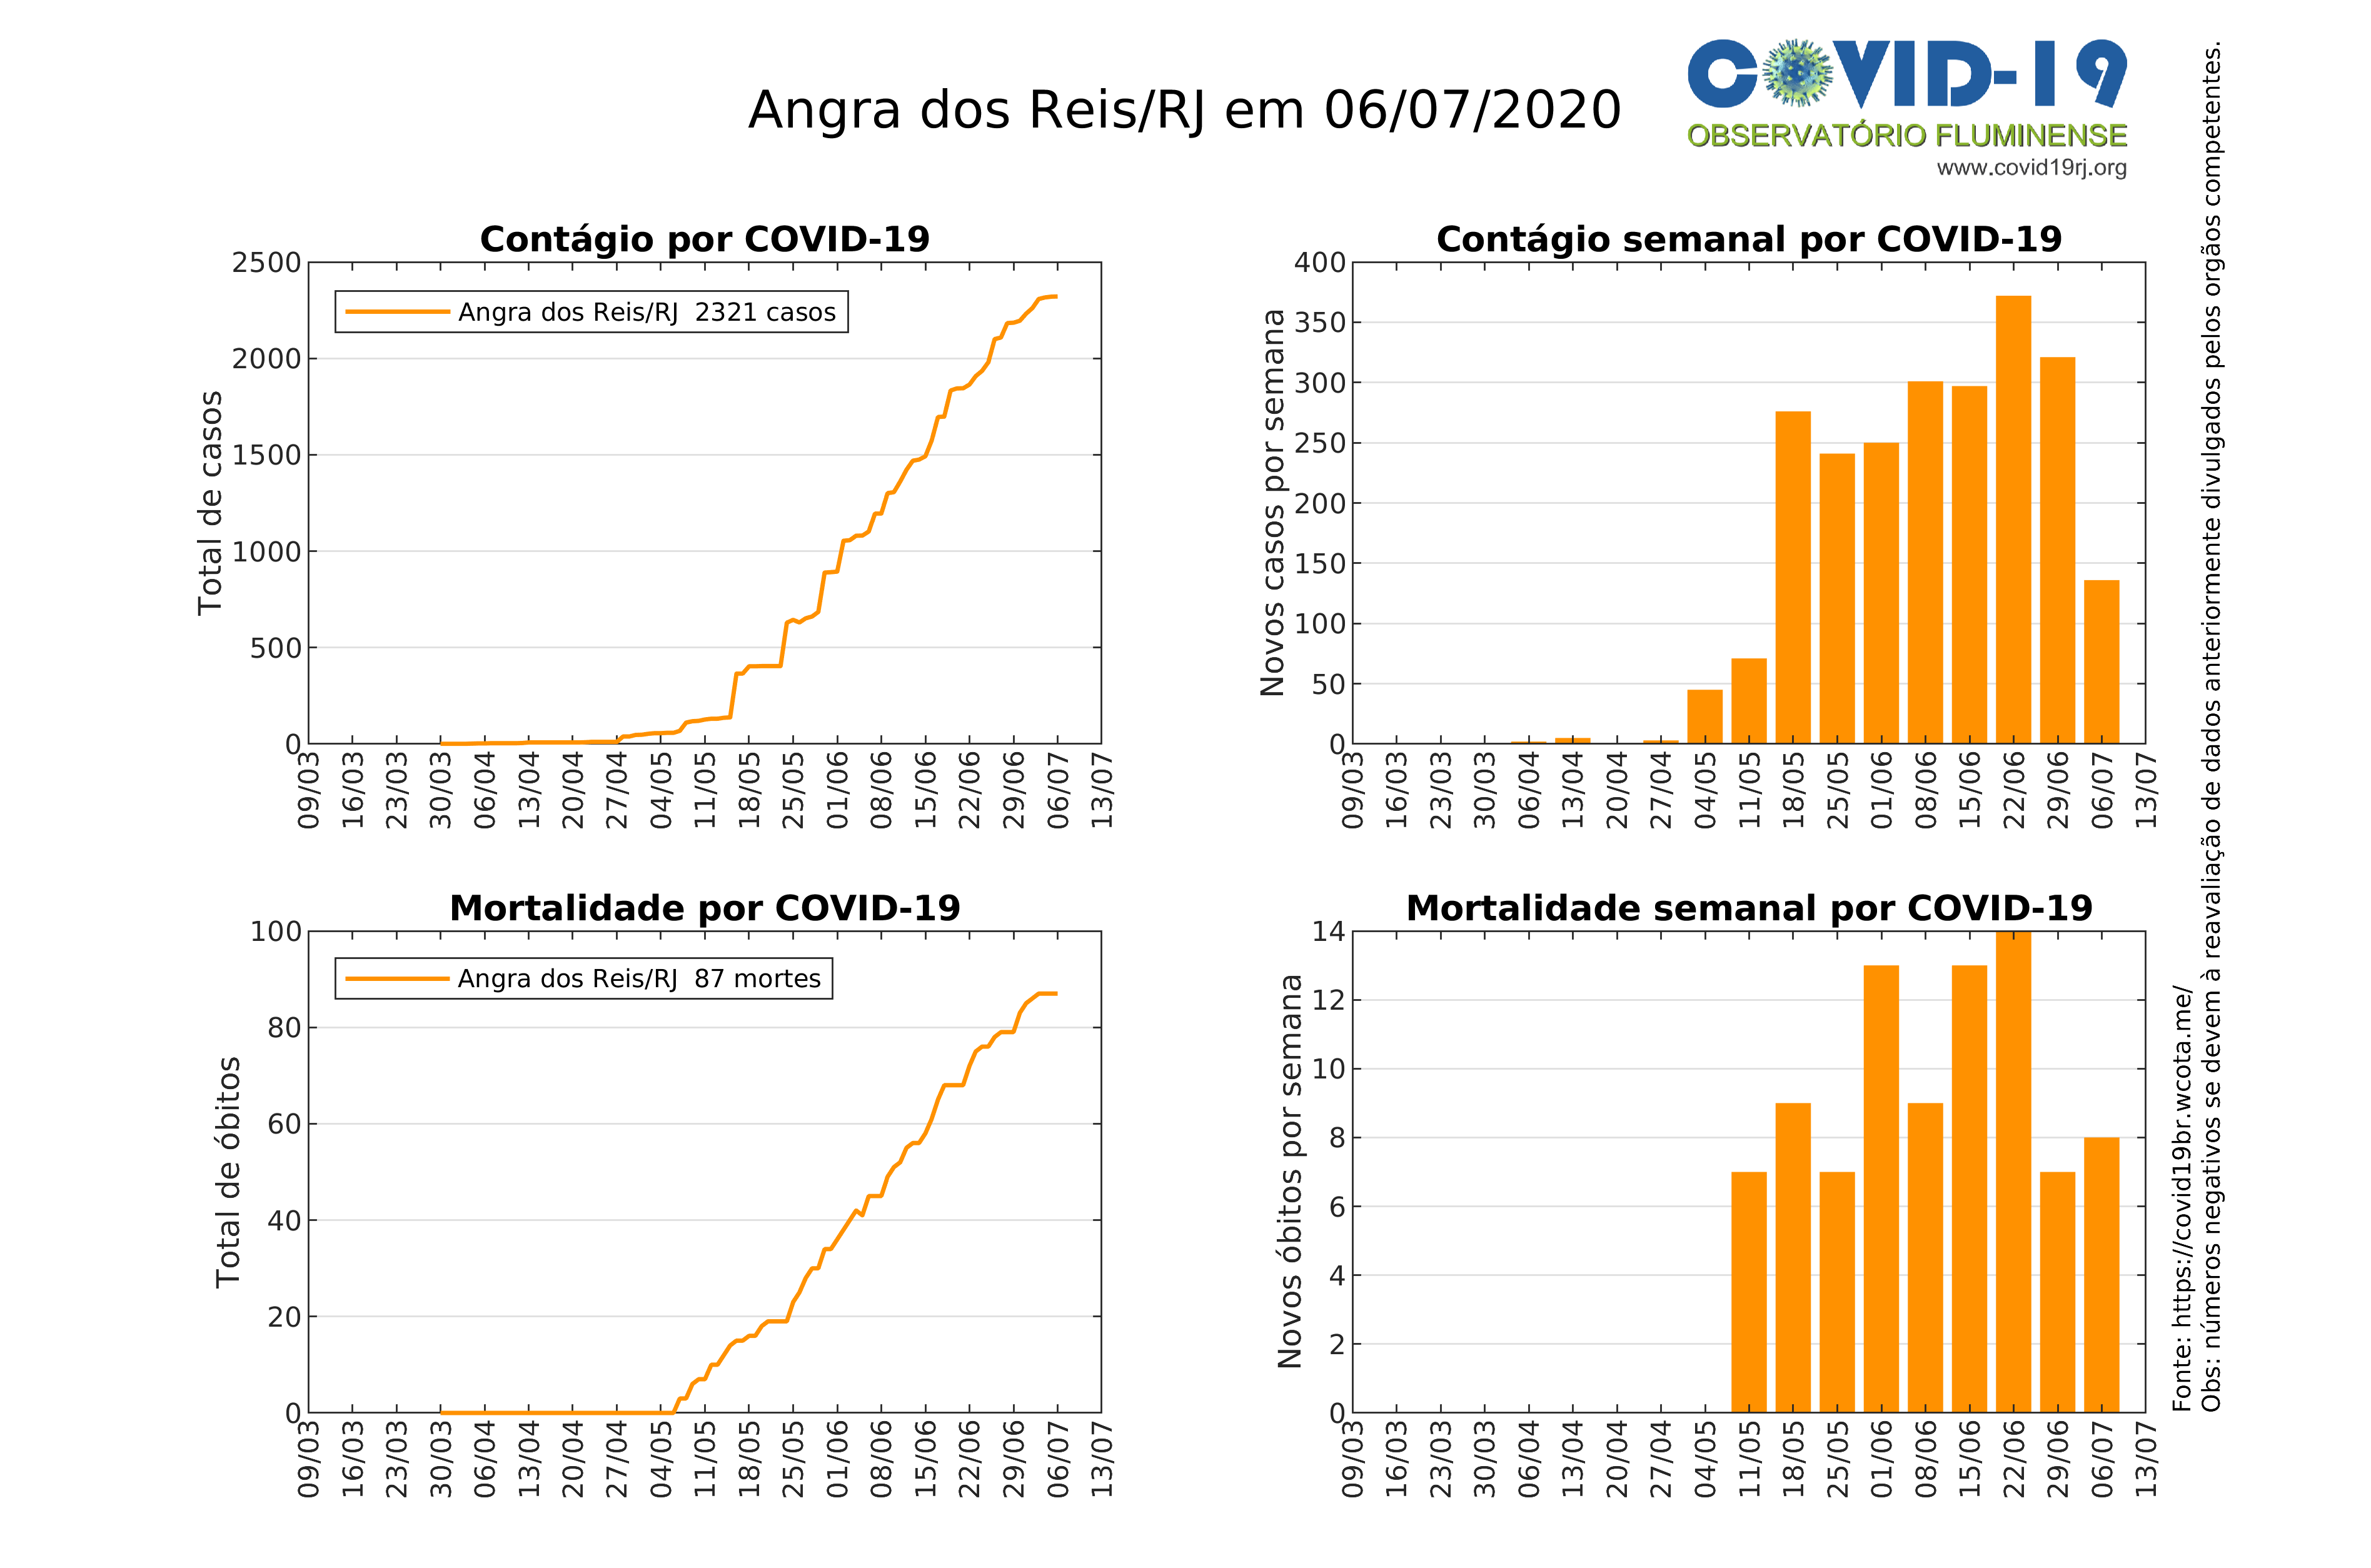 Angra dos Reis/RJ em 06/07/2020
COVID-19
OBSERVATÓRIO FLUMINENSE
www.covid19rj.org
Contágio por COVID-19
Total de casos
2500
2000
1500
1000
500
0
Angra dos Reis/RJ 2321 casos
09/03 16/03 23/03 30/03 06/04 13/04 20/04 27/04 04/05 11/05 18/05 25/05 01/06 08/06 15/06 22/06 29/06 06/07 13/07
Contágio semanal por COVID-19
Novos casos por semana
400
350
300
250
200
150
100
50
0
09/03 16/03 23/03 30/03 06/04 13/04 20/04 27/04 04/05 11/05 18/05 25/05 01/06 08/06 15/06 22/06 29/06 06/07 13/07
Mortalidade por COVID-19
Total de óbitos
100
80
60
40
20
0
Angra dos Reis/RJ 87 mortes
09/03 16/03 23/03 30/03 06/04 13/04 20/04 27/04 04/05 11/05 18/05 25/05 01/06 08/06 15/06 22/06 29/06 06/07 13/07
Mortalidade semanal por COVID-19
Novos óbitos por semana
14
12
10
8
6
4
2
0
09/03 16/03 23/03 30/03 06/04 13/04 20/04 27/04 04/05 11/05 18/05 25/05 01/06 08/06 15/06 22/06 29/06 06/07 13/07
Fonte: https://covid19br.wcota.me/
Obs: números negativos se devem à reavaliação de dados anteriormente divulgados pelos orgãos competentes.